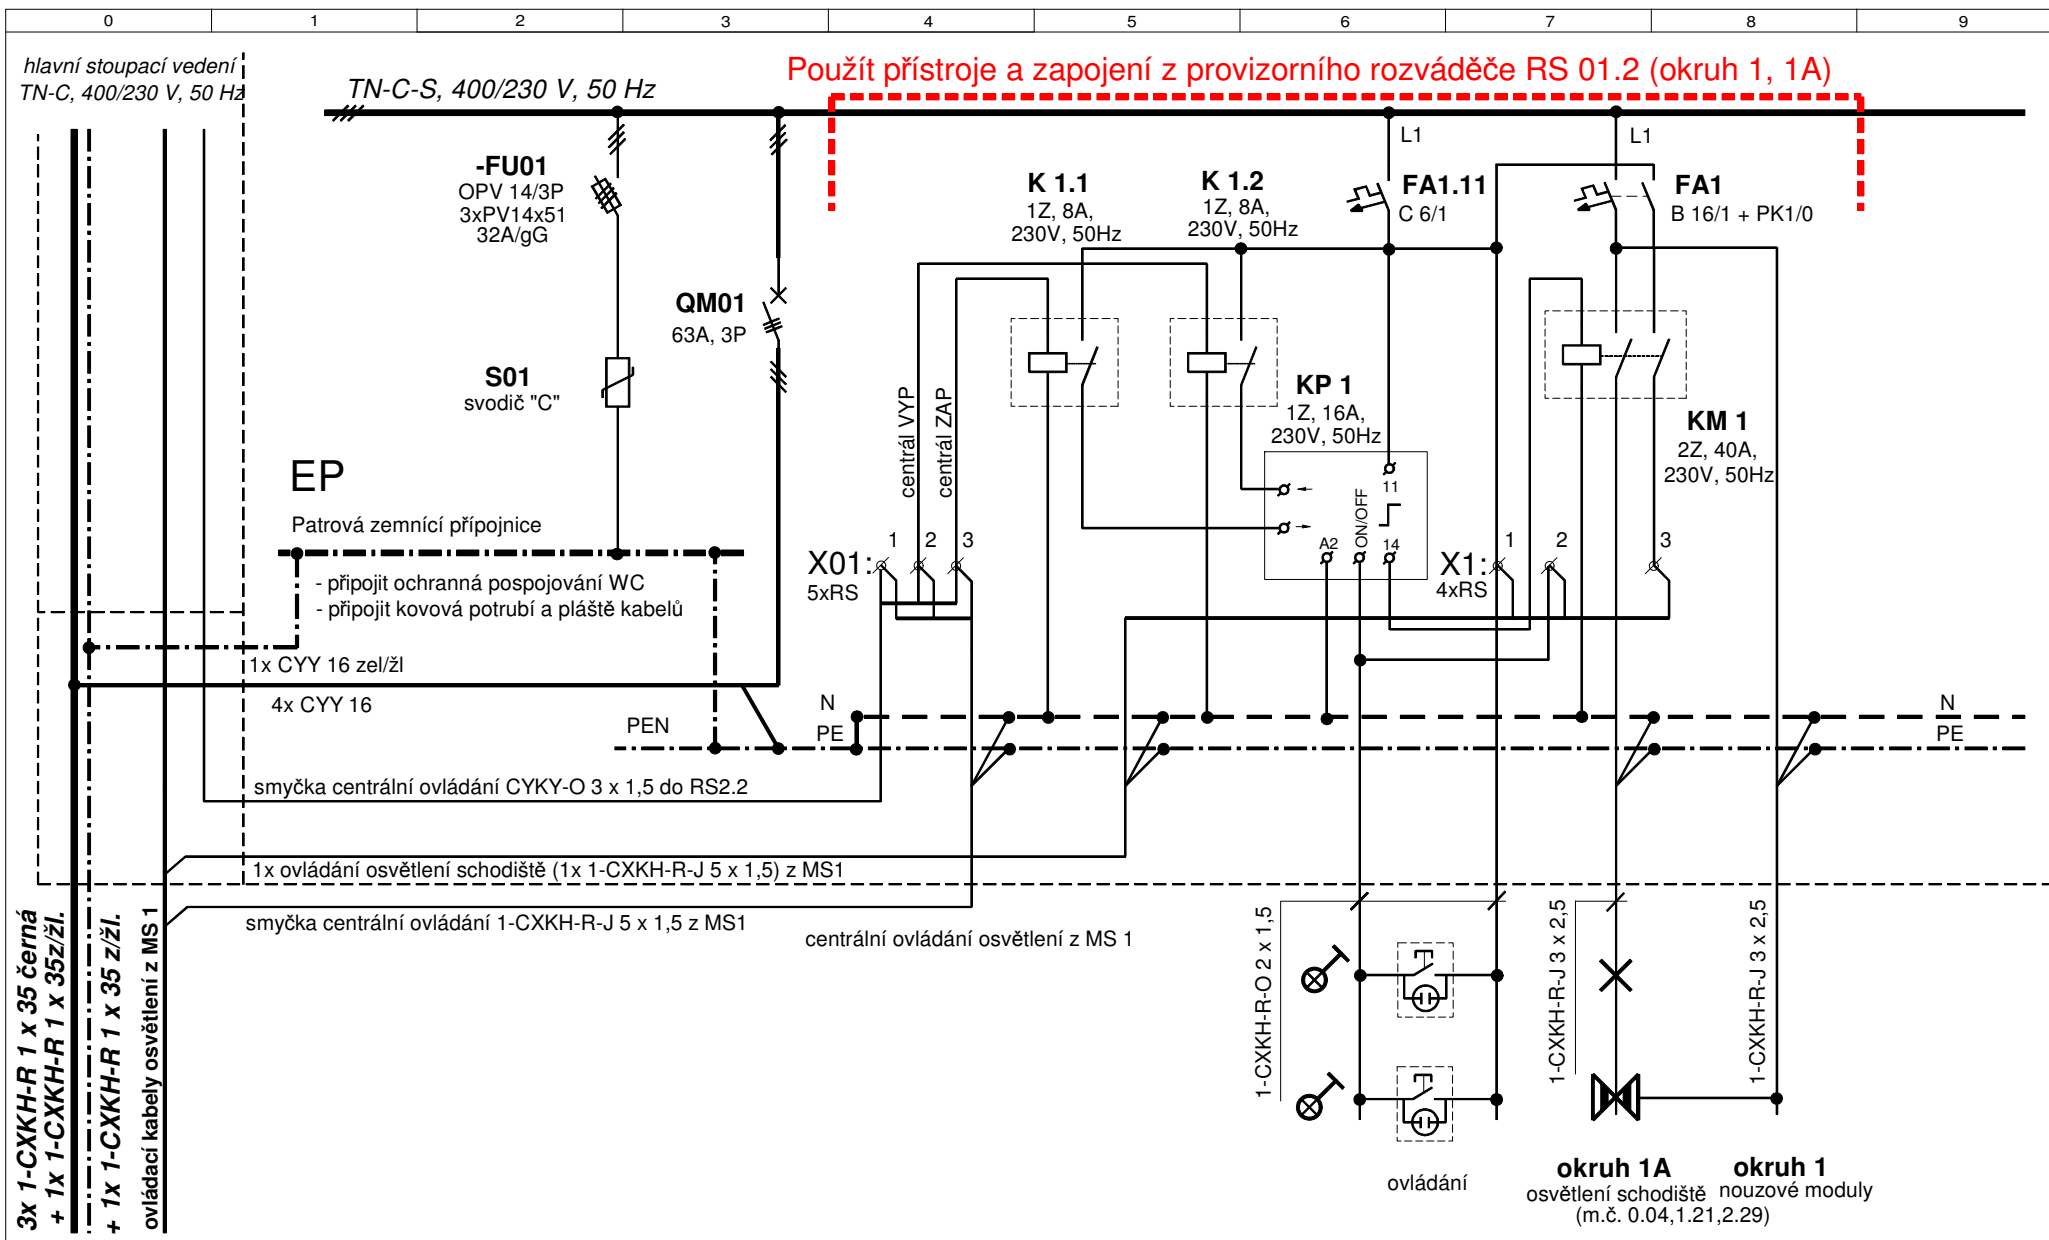 0 1 2 3 4 5 6 7 8 9
hlavní stoupací vedení
TN-C, 400/230 V, 50 Hz
TN-C-S, 400/230 V, 50 Hz
Použít přístroje a zapojení z provizorního rozváděče RS 01.2 (okruh 1, 1A)
L1
L1
-FU01
OPV 14/3P
3xPV14x51
32A/gG
K 1.1
1Z, 8A,
230V, 50Hz
K 1.2
1Z, 8A,
230V, 50Hz
FA1.11
C 6/1
FA1
B 16/1 + PK1/0
QM01
63A, 3P
S01
svodič "C"
centrál VYP
centrál ZAP
KP 1
1Z, 16A,
230V, 50Hz
KM 1
2Z, 40A,
230V, 50Hz
EP
Patrová zemnící přípojnice
- připojit ochranná pospojování WC
- připojit kovová potrubí a pláště kabelů
11
ON/OFF
A2
14
X01:
5xRS
1 2 3
X1:
4xRS
1 2 3
1x CYY 16 zel/žl
4x CYY 16
PEN
N
PE
N
PE
smyčka centrální ovládání CYKY-O 3 x 1,5 do RS2.2
1x ovládání osvětlení schodiště (1x 1-CXKH-R-J 5 x 1,5) z MS1
smyčka centrální ovládání 1-CXKH-R-J 5 x 1,5 z MS1
centrální ovládání osvětlení z MS 1
3x 1-CXKH-R 1 x 35 černá
+ 1x 1-CXKH-R 1 x 35z/žl.
+ 1x 1-CXKH-R 1 x 35 z/žl.
ovládací kabely osvětlení z MS 1
1-CXKH-R-O 2 x 1,5
1-CXKH-R-J 3 x 2,5
1-CXKH-R-J 3 x 2,5
ovládání
okruh 1A
osvětlení schodiště
(m.č. 0.04,1.21,2.29)
okruh 1
nouzové moduly